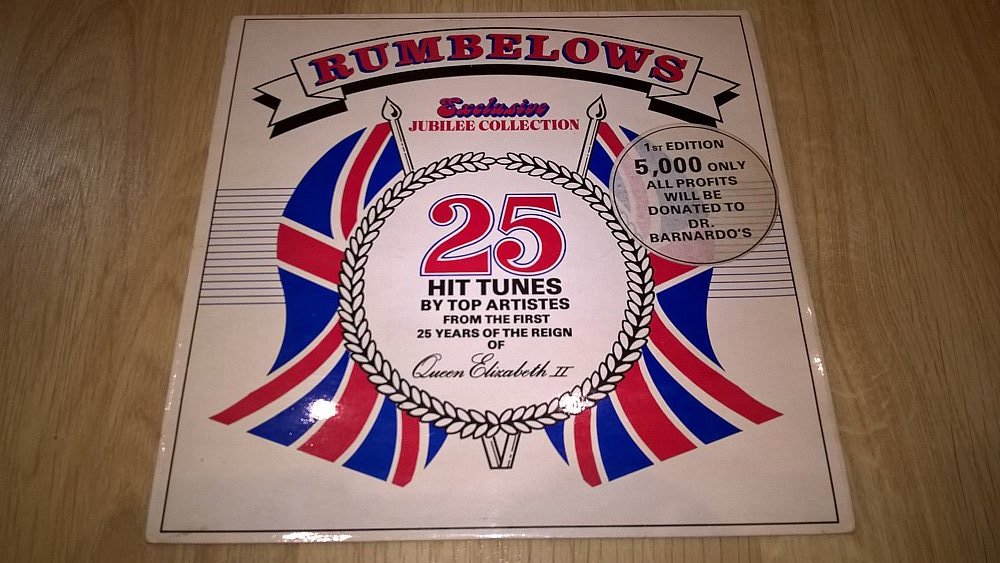 RUMBELOWS
Exclusive
JUBILEE COLLECTION
1ST EDITION
5,000 ONLY
ALL PROFITS
WILL BE
DONATED TO
DR.
BARNARDO'S
25
HIT TUNES
BY TOP ARTISTES
FROM THE FIRST
25 YEARS OF THE REIGN
OF
Queen Elizabeth II